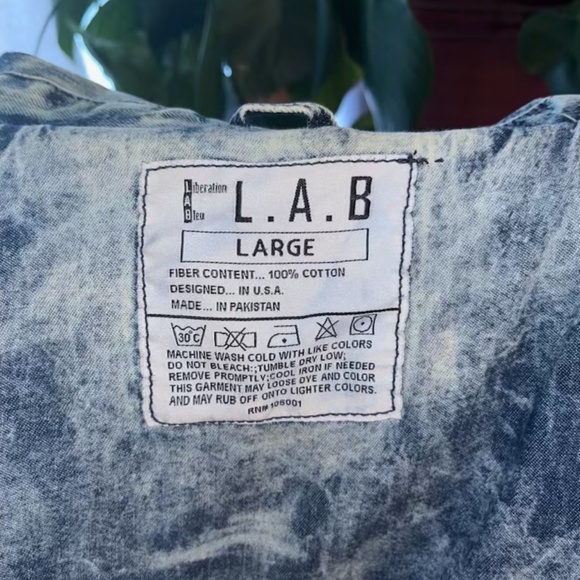 Liberation
L.A.B
Bleu
L.A.B
LARGE
FIBER CONTENT... 100% COTTON
DESIGNED... IN U.S.A.
MADE... IN PAKISTAN
30 C
MACHINE WASH COLD WITH LIKE COLORS
DO NOT BLEACH:;TUMBLE DRY LOW;
REMOVE PROMPTLY;COOL IRON IF NEEDED
THIS GARMENT MAY LOOSE DYE AND COLOR
AND MAY RUB OFF ONTO LIGHTER COLORS.
RN# 106001